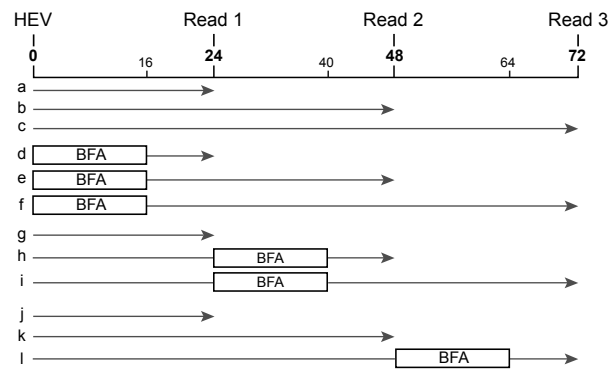 HEV Read 1 Read 2 Read 3
0 16 24 40 48 64 72
a
b
c
d BFA
e BFA
f BFA
g
h BFA
i BFA
j
k
l BFA